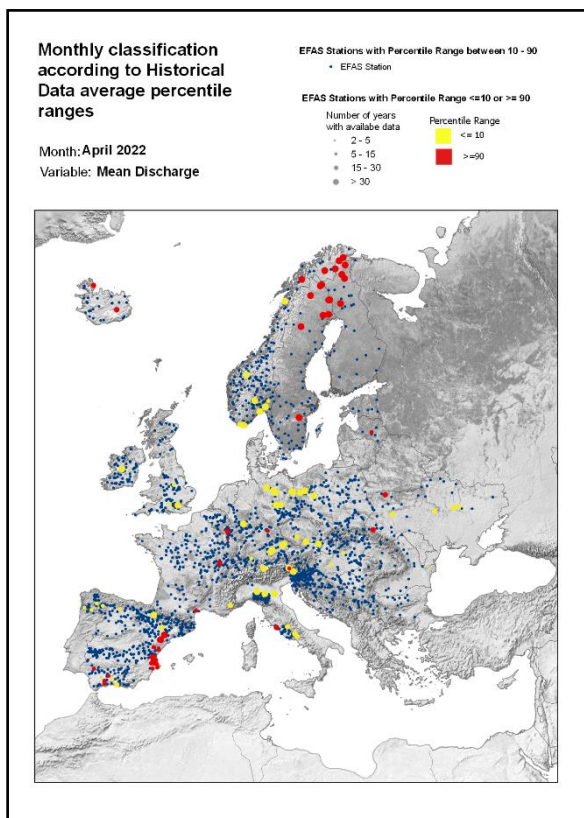 Monthly classification
according to Historical
Data average percentile
ranges
Month: April 2022
Variable: Mean Discharge
EFAS Stations with Percentile Range between 10 - 90
EFAS Station
EFAS Stations with Percentile Range <=10 or >= 90
Number of years
with availabe data
2 - 5
5 - 15
15 - 30
> 30
Percentile Range
<= 10
>=90